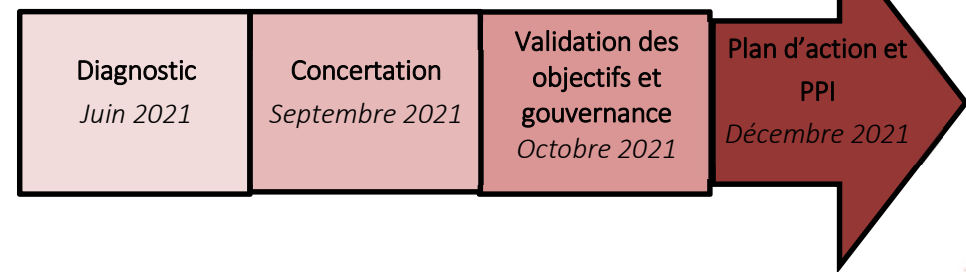 Diagnostic
Juin 2021
Concertation
Septembre 2021
Validation des
objectifs et
gouvernance
Octobre 2021
Plan d’action et
PPI
Décembre 2021